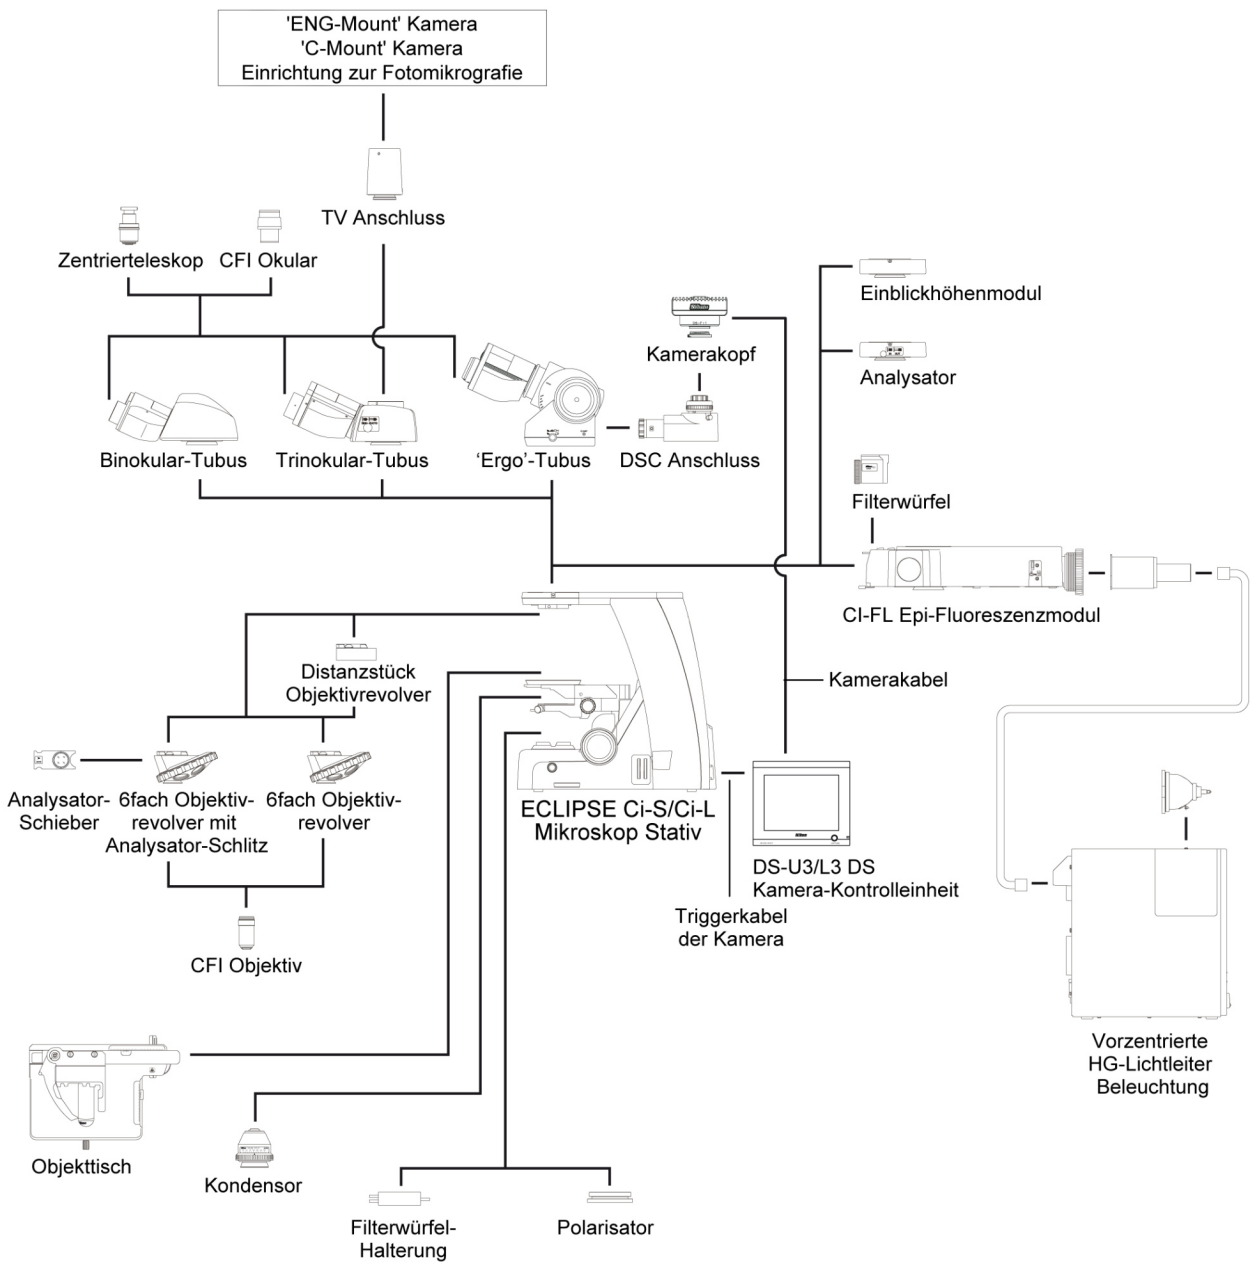 'ENG-Mount' Kamera
'C-Mount' Kamera
Einrichtung zur Fotomikrografie
TV Anschluss
Zentrierteleskop
CFI Okular
Einblickhöhenmodul
Kamerakopf
Analysator
Binokular-Tubus
Trinokular-Tubus
‘Ergo’-Tubus
DSC Anschluss
Filterwürfel
CI-FL Epi-Fluoreszenzmodul
Distanzstück
Objektivrevolver
Kamerakabel
Analysator-
Schieber
6fach Objektiv-
revolver mit
Analysator-Schlitz
6fach Objektiv-
revolver
ECLIPSE Ci-S/Ci-L
Mikroskop Stativ
DS-U3/L3 DS
Kamera-Kontrolleinheit
Triggerkabel
der Kamera
CFI Objektiv
Vorzentrierte
HG-Lichtleiter
Beleuchtung
Objekttisch
Kondensor
Filterwürfel-
Halterung
Polarisator